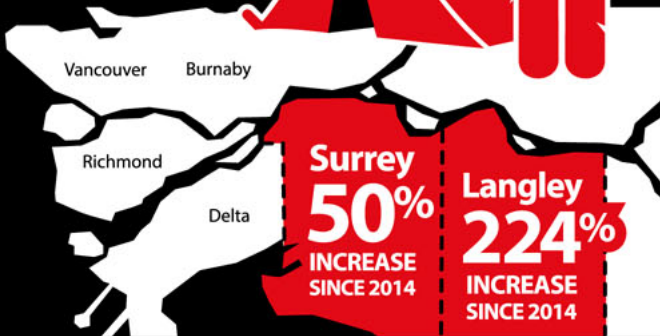 Vancouver
Burnaby
Richmond
Delta
Surrey
50%
INCREASE
SINCE 2014
Langley
224%
INCREASE
SINCE 2014